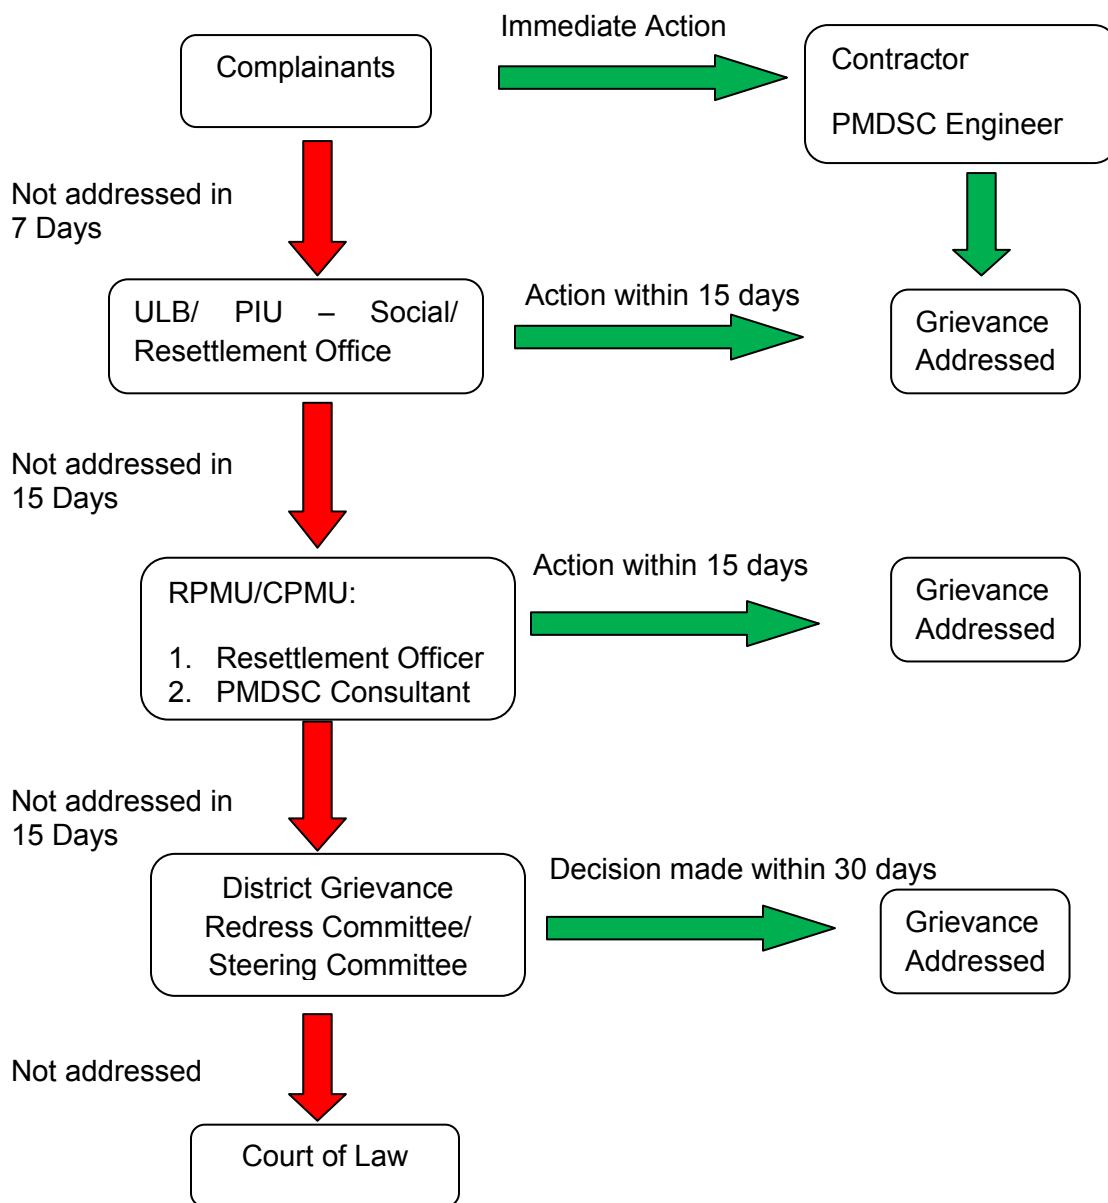 Immediate Action
Complainants
Contractor
PMDSC Engineer
Not addressed in
7 Days
ULB/ PIU – Social/
Resettlement Office
Action within 15 days
Grievance
Addressed
Not addressed in
15 Days
RPMU/CPMU:
1. Resettlement Officer
2. PMDSC Consultant
Action within 15 days
Grievance
Addressed
Not addressed in
15 Days
District Grievance
Redress Committee/
Steering Committee
Decision made within 30 days
Grievance
Addressed
Not addressed
Court of Law